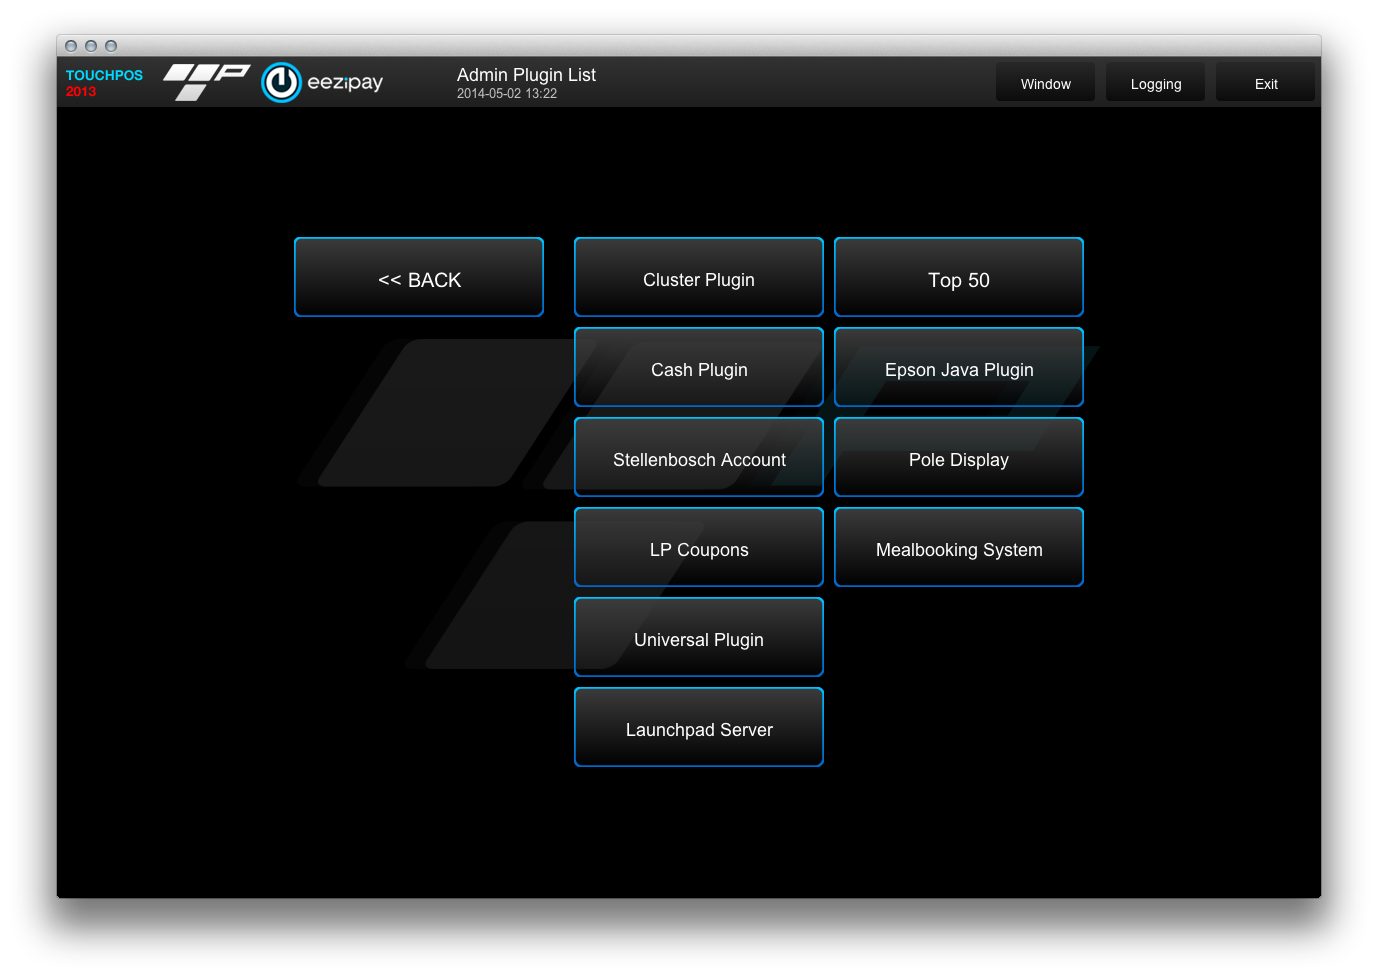 TOUCHPOS
2013
eezipay
Admin Plugin List
2014-05-02 13:22
Window
Logging
Exit
<< BACK
Cluster Plugin
Top 50
Cash Plugin
Epson Java Plugin
Stellenbosch Account
Pole Display
LP Coupons
Mealbooking System
Universal Plugin
Launchpad Server